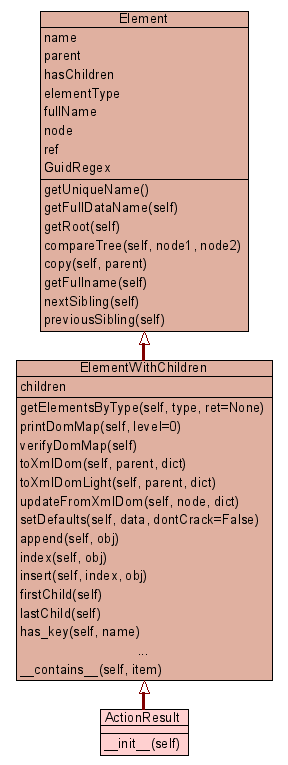 Element
name
parent
hasChildren
elementType
fullName
node
ref
GuidRegex
getUniqueName()
getFullDataName(self)
getRoot(self)
compareTree(self, node1, node2)
copy(self, parent)
getFullname(self)
nextSibling(self)
previousSibling(self)
ElementWithChildren
children
getElementsByType(self, type, ret=None)
printDomMap(self, level=0)
verifyDomMap(self)
toXmlDom(self, parent, dict)
toXmlDomLight(self, parent, dict)
updateFromXmlDom(self, node, dict)
setDefaults(self, data, dontCrack=False)
append(self, obj)
index(self, obj)
insert(self, index, obj)
firstChild(self)
lastChild(self)
has_key(self, name)
...
__contains__(self, item)
ActionResult
__init__(self)